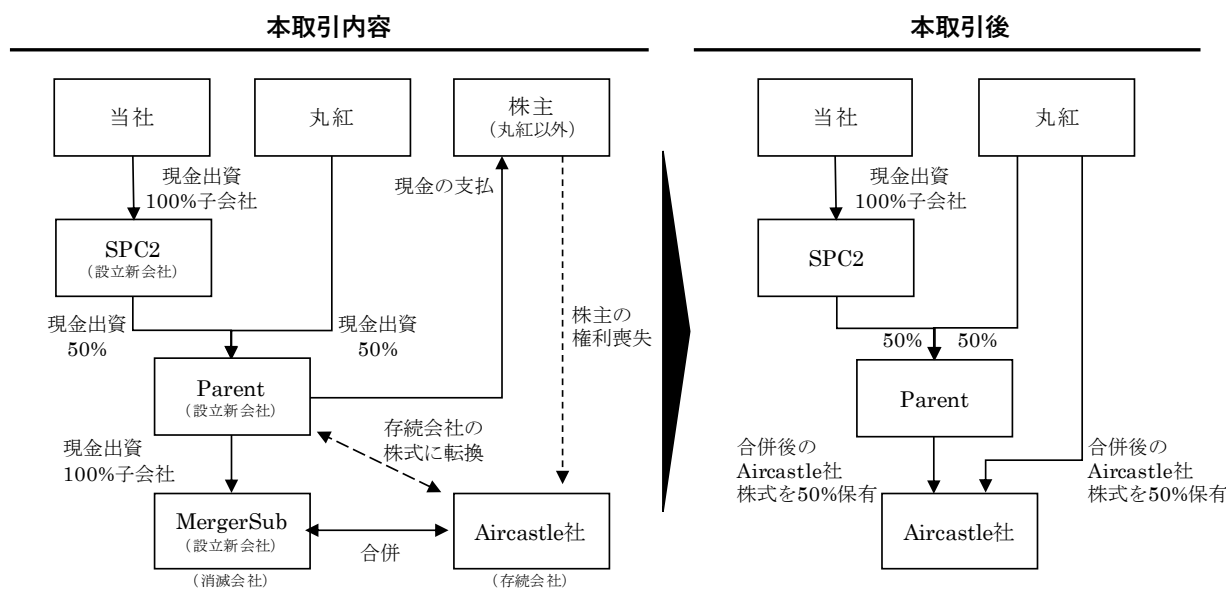 本取引内容
当社
丸紅
株主
（丸紅以外）
現金出資
100%子会社
現金の支払
SPC2
（設立新会社）
現金出資
50%
現金出資
50%
株主の
権利喪失
Parent
（設立新会社）
存続会社の
株式に転換
現金出資
100%子会社
MergerSub
（設立新会社）
（消滅会社）
合併
Aircastle社
（存続会社）
本取引後
当社
丸紅
現金出資
100%子会社
SPC2
50%
50%
Parent
合併後の
Aircastle社
株式を50%保有
合併後の
Aircastle社
株式を50%保有
Aircastle社